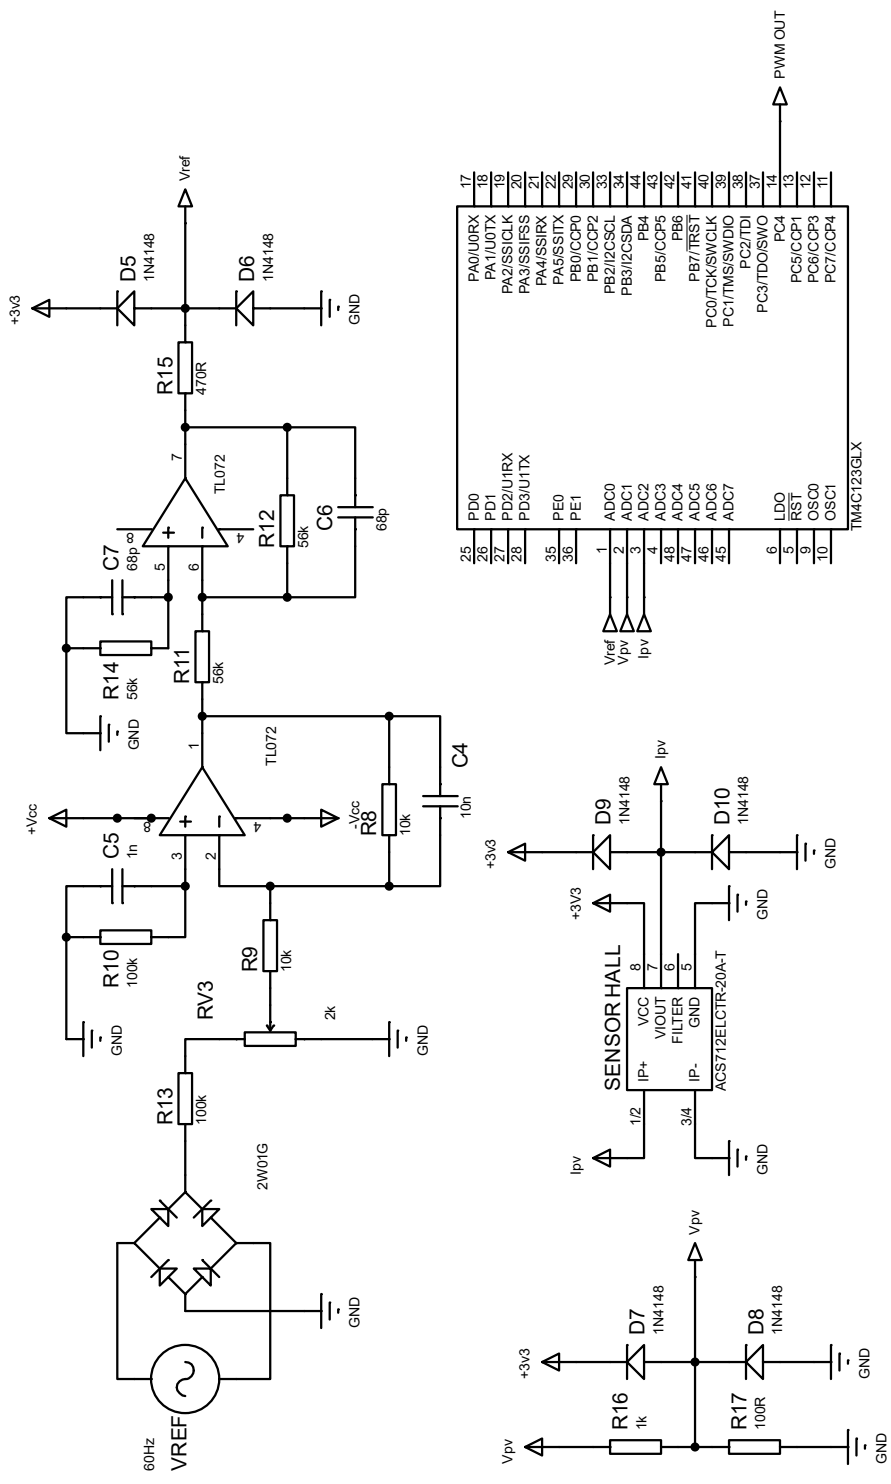 60Hz
VREF
GND
2W01G
R13
100k
RV3
2k
GND
R9
10k
GND
R10
100k
C5
1n
+Vcc
3
2
8
4
1
TL072
-Vcc
R8
10k
C4
10n
GND
R14
56k
C7
68p
R11
56k
5
6
8
4
7
TL072
R12
56k
C6
68p
R15
470R
+3v3
D5
1N4148
D6
1N4148
GND
Vref
Vpv
R16
1k
R17
100R
GND
+3v3
D7
1N4148
D8
1N4148
GND
Vpv
Ipv
GND
SENSOR HALL
1/2
3/4
IP+
IP-
VCC
VIOUT
FILTER
GND
8
7
6
5
ACS712ELCTR-20A-T
+3V3
GND
+3v3
D9
1N4148
D10
1N4148
GND
Ipv
Vref
Vpv
Ipv
25 PD0
26 PD1
27 PD2/U1RX
28 PD3/U1TX
35 PE0
36 PE1
1 ADC0
2 ADC1
3 ADC2
4 ADC3
48 ADC4
47 ADC5
46 ADC6
45 ADC7
6 LDO
5 RST
9 OSC0
10 OSC1
PA0/U0RX 17
PA1/U0TX 18
PA2/SSICLK 19
PA3/SSIFSS 20
PA4/SSIRX 21
PA5/SSITX 22
PB0/CCP0 29
PB1/CCP2 30
PB2/I2CSCL 33
PB3/I2CSDA 34
PB4 44
PB5/CCP5 43
PB6 42
PB7/TRST 41
PC0/TCK/SWCLK 40
PC1/TMS/SWDIO 39
PC2/TDI 38
PC3/TDO/SWO 37
PC4 14
PC5/CCP1 13
PC6/CCP3 12
PC7/CCP4 11
TM4C123GLX
PWM OUT